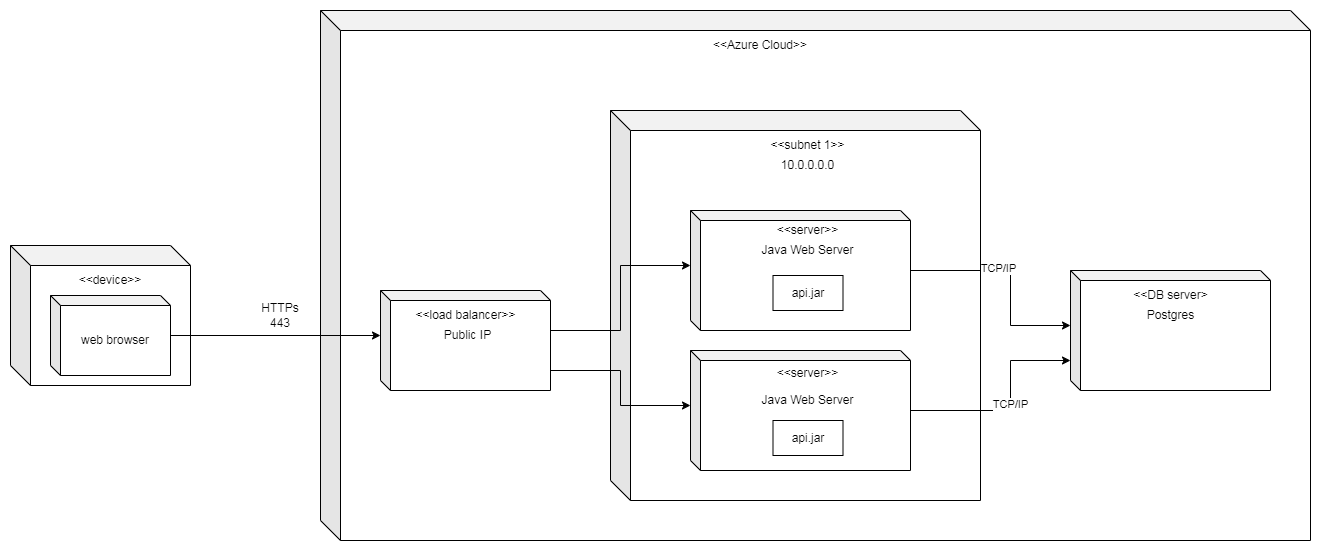 <<Azure Cloud>>
<<subnet 1>>
10.0.0.0.0
<<server>>
Java Web Server
api.jar
<<device>>
web browser
HTTPs
443
<<load balancer>>
Public IP
TCP/IP
<<DB server>
Postgres
<<server>>
Java Web Server
api.jar
TCP/IP